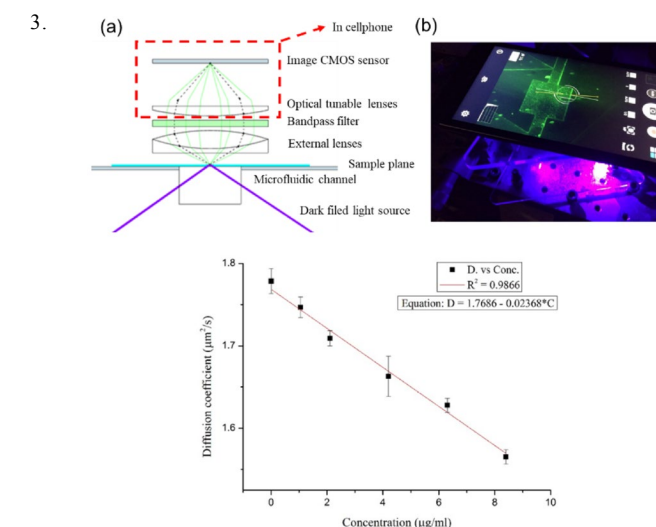 3.
(a)
In cellphone
(b)
Image CMOS sensor
Optical tunable lenses
Bandpass filter
External lenses
Sample plane
Microfluidic channel
Dark filed light source
1.8
1.7
1.6
Diffusion coefficient (μm²/s)
D. vs Conc.
R² = 0.9866
Equation: D = 1.7686 - 0.02368*C
0 2 4 6 8 10
Concentration (μg/ml)